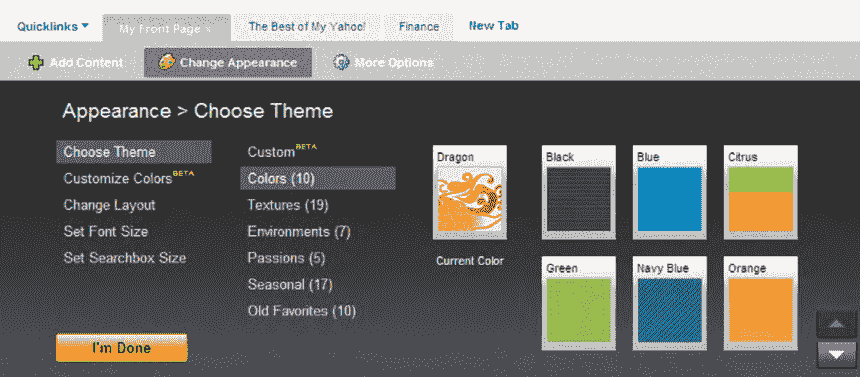 Quicklinks My Front Page The Best of My Yahoo! Finance New Tab
Add Content Change Appearance More Options
Appearance > Choose Theme
Choose Theme
Customize Colors BETA
Change Layout
Set Font Size
Set Searchbox Size
I'm Done
Custom BETA
Colors (10)
Textures (19)
Environments (7)
Passions (5)
Seasonal (17)
Old Favorites (10)
Dragon
Current Color
Black Blue Citrus
Green Navy Blue Orange